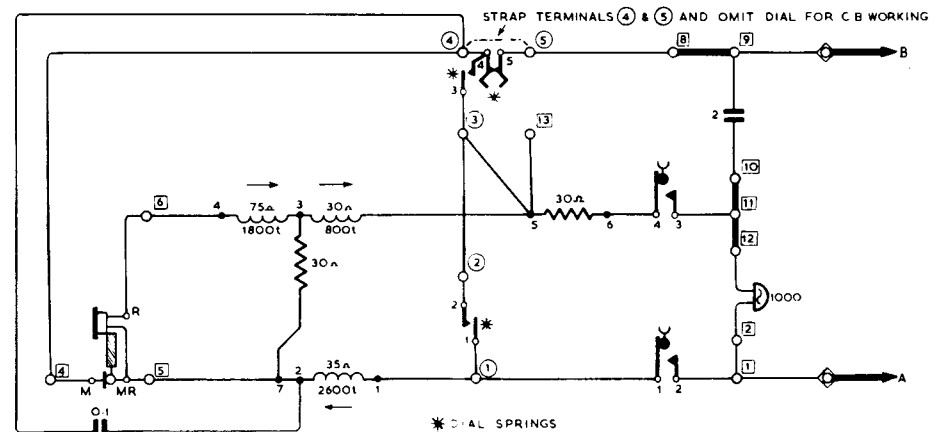 STRAP TERMINALS ④ & ⑤ AND OMIT DIAL FOR C B WORKING
4 5 8 9
4 5 B
3
3 13 2
10
6 75Ω 30Ω 30Ω 11
4 1800t 3 800t 5 6 4 3
12
30Ω
2
R 2 1000
1 2
4 5 35Ω 1 1
M MR 7 2 2600t 1 1 2 A
0·1
DIAL SPRINGS